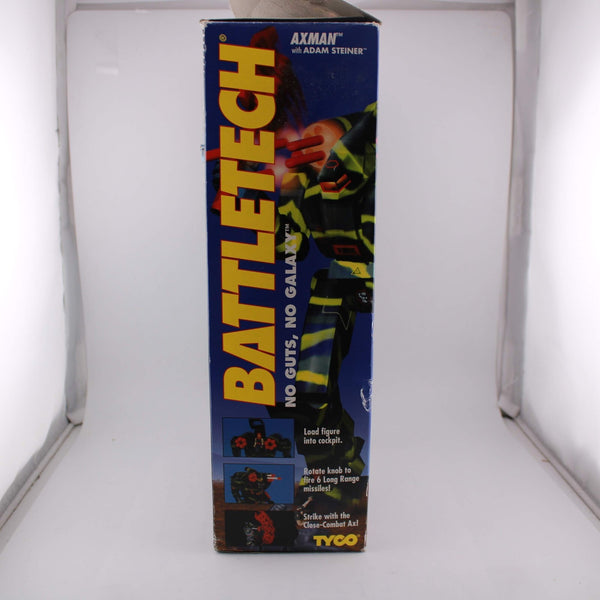 AXMAN™
with ADAM STEINER™
BATTLETECH®
NO GUTS, NO GALAXY™
Load figure
into cockpit.
Rotate knob to
fire 6 Long Range
missiles!
Strike with the
Close-Combat Ax!
TYCO